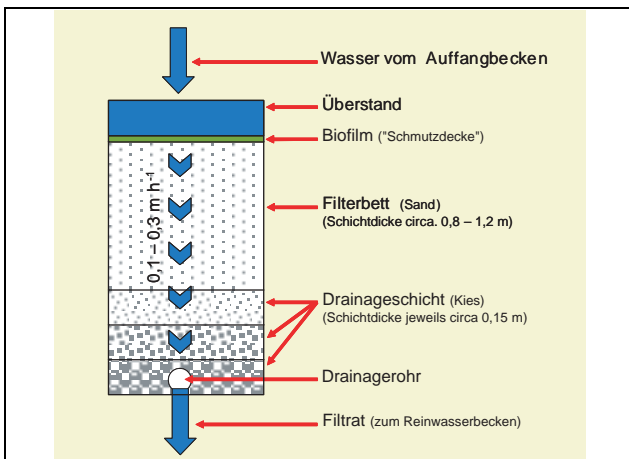 Wasser vom Auffangbecken
Überstand
Biofilm ("Schmutzdecke")
Filterbett (Sand)
(Schichtdicke circa. 0,8 – 1,2 m)
0,1 – 0,3 m h⁻¹
Drainageschicht (Kies)
(Schichtdicke jeweils circa 0,15 m)
Drainagerohr
Filtrat (zum Reinwasserbecken)